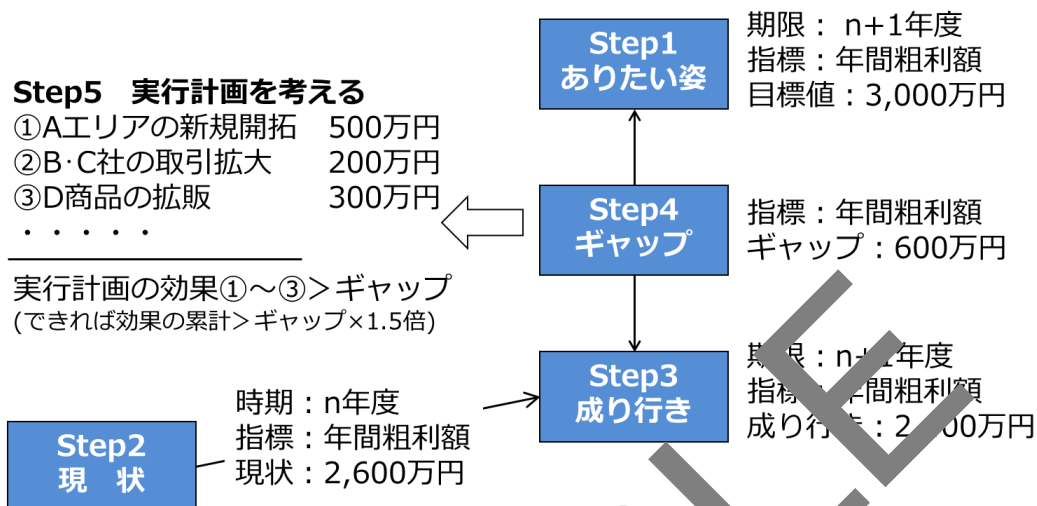 Step1
ありたい姿
期限： n+1年度
指標：年間粗利額
目標値：3,000万円
Step5　実行計画を考える
①Aエリアの新規開拓　500万円
②B･C社の取引拡大　200万円
③D商品の拡販　300万円
・・・・・
実行計画の効果①～③＞ギャップ
(できれば効果の累計＞ギャップ×1.5倍)
Step4
ギャップ
指標：年間粗利額
ギャップ：600万円
Step3
成り行き
年度
年間粗利額
Step2
現　状
時期：n年度
指標：年間粗利額
現状：2,600万円